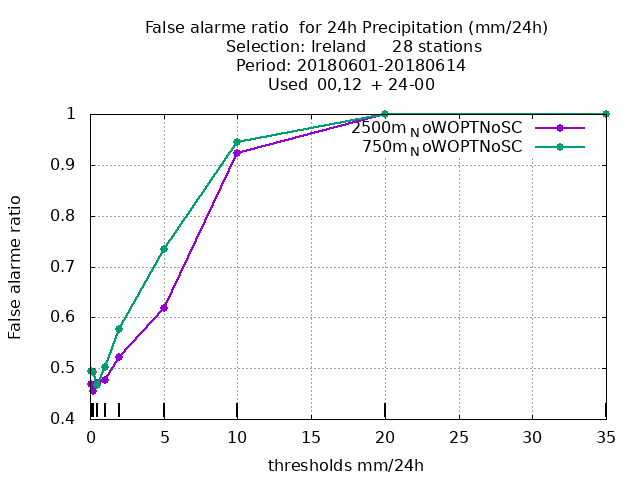 False alarme ratio  for 24h Precipitation (mm/24h)
Selection: Ireland     28 stations
Period: 20180601-20180614
Used  00,12  + 24-00
2500m_NoWOPTNoSC
750m_NoWOPTNoSC
False alarme ratio
1
0.9
0.8
0.7
0.6
0.5
0.4
0 5 10 15 20 25 30 35
thresholds mm/24h